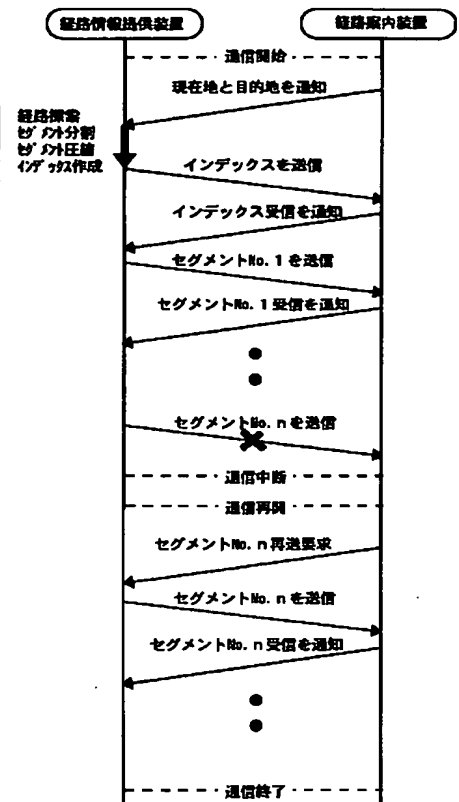 経路情報提供装置
経路案内装置
通信開始
現在地と目的地を通知
経路探索
セグメント分割
セグメント圧縮
インデックス作成
インデックスを送信
インデックス受信を通知
セグメントNo.1を送信
セグメントNo.1受信を通知
セグメントNo.nを送信
通信中断
通信再開
セグメントNo.n再送要求
セグメントNo.nを送信
セグメントNo.n受信を通知
通信終了